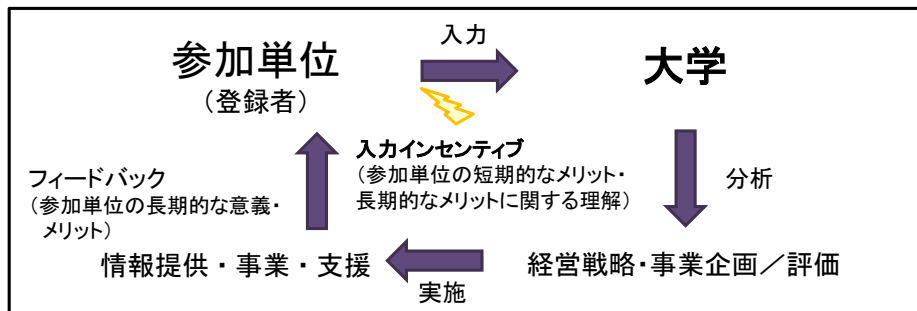 入力
参加単位
（登録者）
大学
入力インセンティブ
（参加単位の短期的なメリット・
長期的なメリットに関する理解）
フィードバック
（参加単位の長期的な意義・
メリット）
分析
情報提供・事業・支援
経営戦略・事業企画／評価
実施